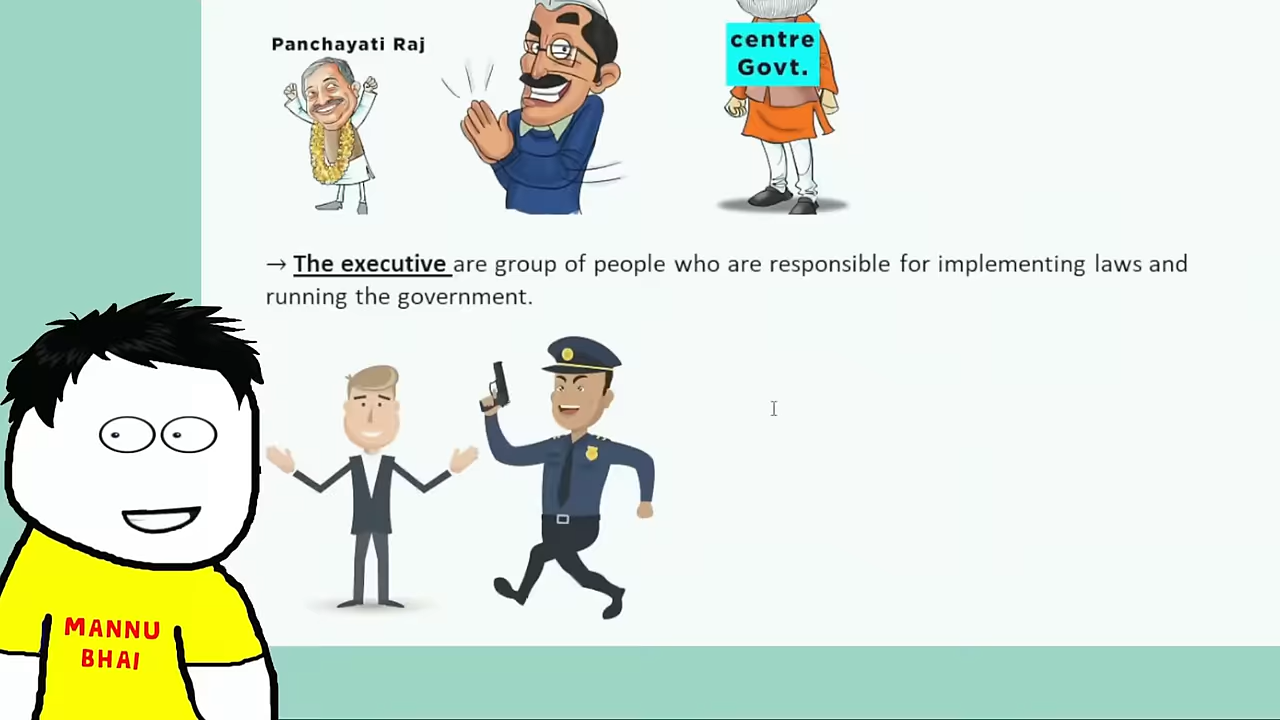 Panchayati Raj
centre
Govt.
→ The executive are group of people who are responsible for implementing laws and
running the government.
MANNU
BHAI